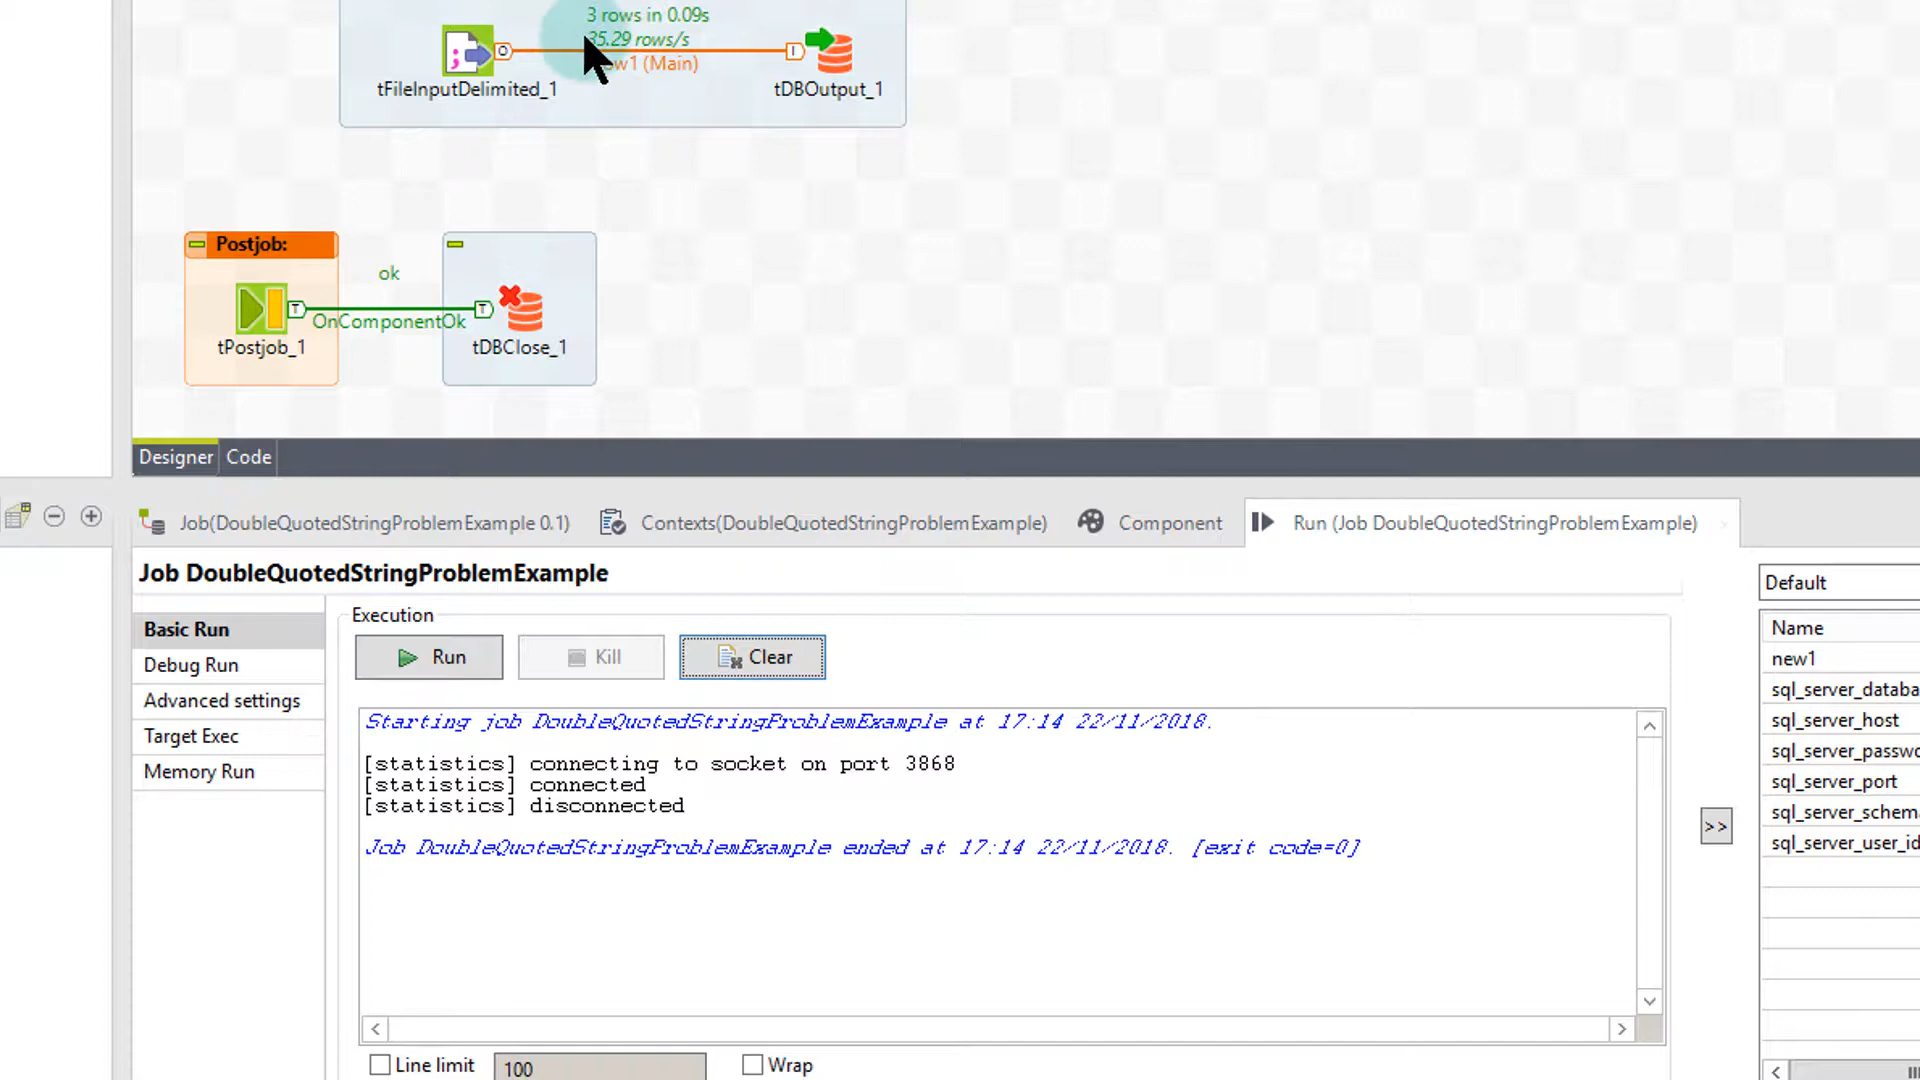 3 rows in 0.09s
35.29 rows/s
(Main)
tFileInputDelimited_1
tDBOutput_1
Postjob:
ok
OnComponentOk
tPostjob_1
tDBClose_1
Designer
Code
Job(DoubleQuotedStringProblemExample 0.1)
Contexts(DoubleQuotedStringProblemExample)
Component
Run (Job DoubleQuotedStringProblemExample)
Job DoubleQuotedStringProblemExample
Default
Execution
Name
Basic Run
Run
Kill
Clear
new1
Debug Run
sql_server_databa
Advanced settings
Starting job DoubleQuotedStringProblemExample at 17:14 22/11/2018.
sql_server_host
Target Exec
[statistics] connecting to socket on port 3868
sql_server_passwo
Memory Run
[statistics] connected
sql_server_port
[statistics] disconnected
sql_server_schema
>>
Job DoubleQuotedStringProblemExample ended at 17:14 22/11/2018. [exit code=0]
sql_server_user_id
Line limit
100
Wrap